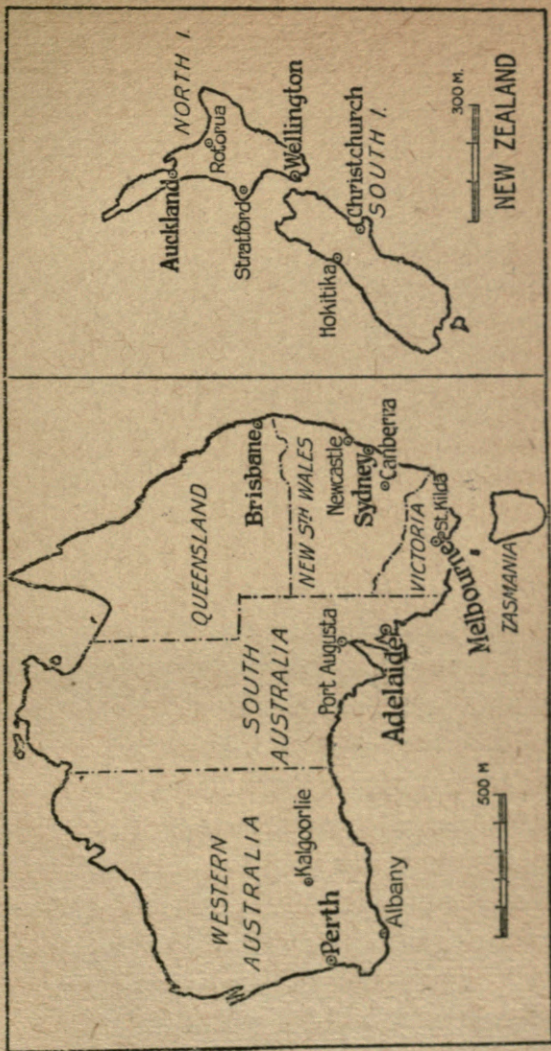 QUEENSLAND
WESTERN
AUSTRALIA
SOUTH
AUSTRALIA
Brisbane
NEW STH WALES
Kalgoorlie
Perth
Port Augusta
Newcastle
Sydney
Canberra
Albany
Adelaide
VICTORIA
St. Kilda
Melbourne
TASMANIA
500 M
NORTH I.
Auckland
Rotorua
Stratford
Wellington
Hokitika
Christchurch
SOUTH I.
300 M.
NEW ZEALAND